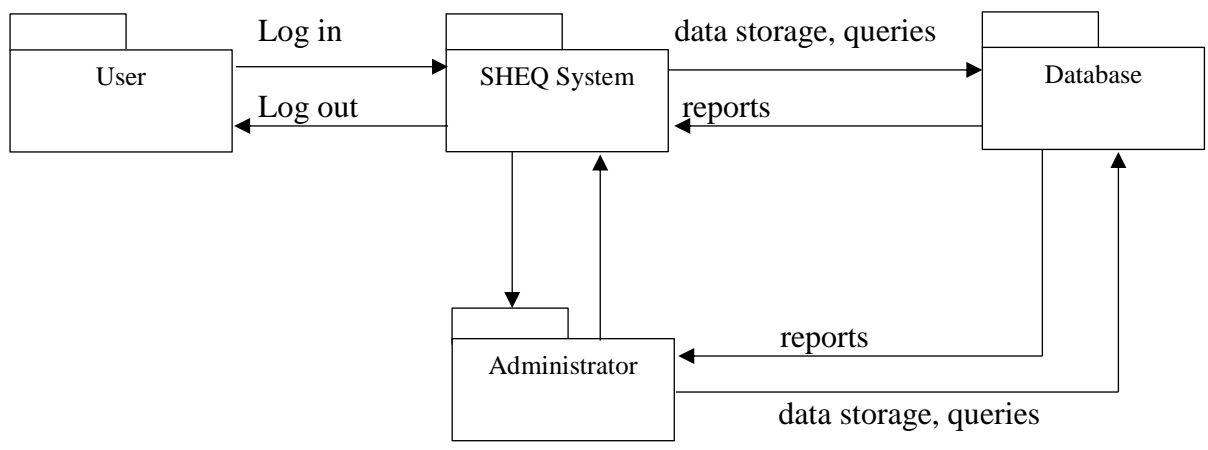 Log in
data storage, queries
User
SHEQ System
Database
Log out
reports
reports
Administrator
data storage, queries